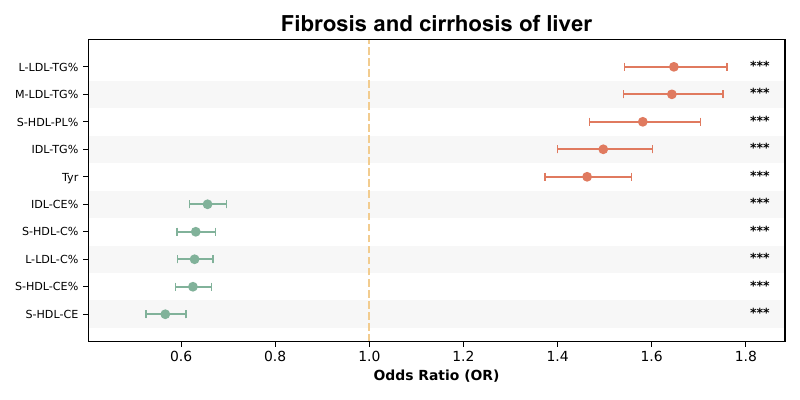 Fibrosis and cirrhosis of liver
L-LDL-TG% ***
M-LDL-TG% ***
S-HDL-PL% ***
IDL-TG% ***
Tyr ***
IDL-CE% ***
S-HDL-C% ***
L-LDL-C% ***
S-HDL-CE% ***
S-HDL-CE ***
0.6 0.8 1.0 1.2 1.4 1.6 1.8
Odds Ratio (OR)